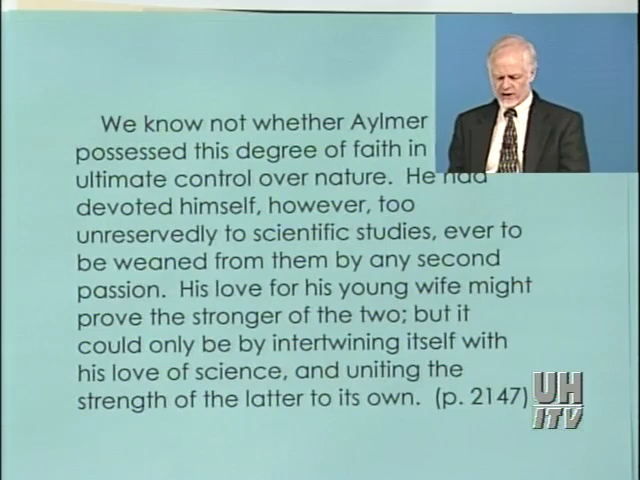 We know not whether Aylmer
possessed this degree of faith in
ultimate control over nature. He had
devoted himself, however, too
unreservedly to scientific studies, ever to
be weaned from them by any second
passion. His love for his young wife might
prove the stronger of the two; but it
could only be by intertwining itself with
his love of science, and uniting the
strength of the latter to its own. (p. 2147)
UH
ITV